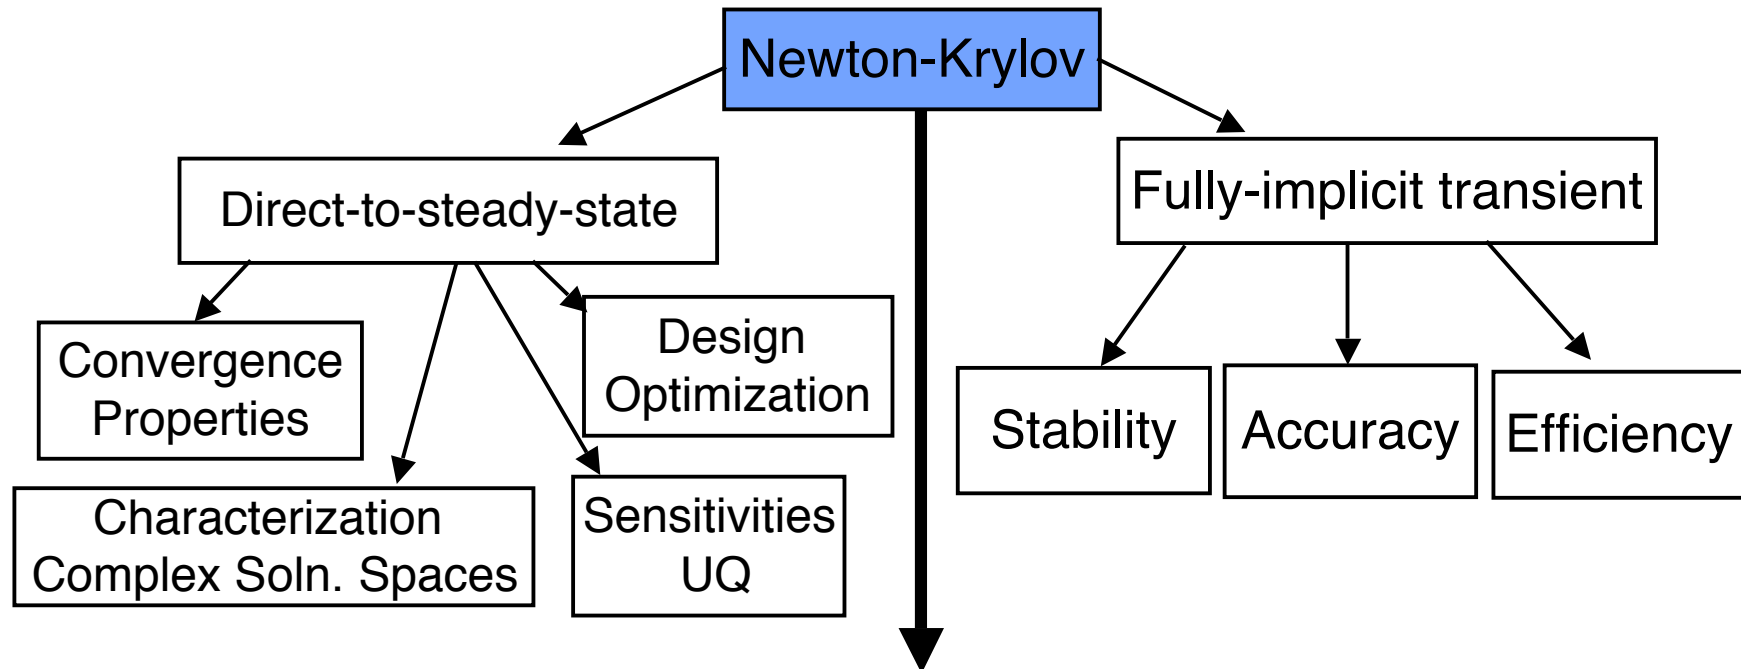 Newton-Krylov
Direct-to-steady-state
Fully-implicit transient
Convergence
Properties
Design
Optimization
Characterization
Complex Soln. Spaces
Sensitivities
UQ
Stability
Accuracy
Efficiency